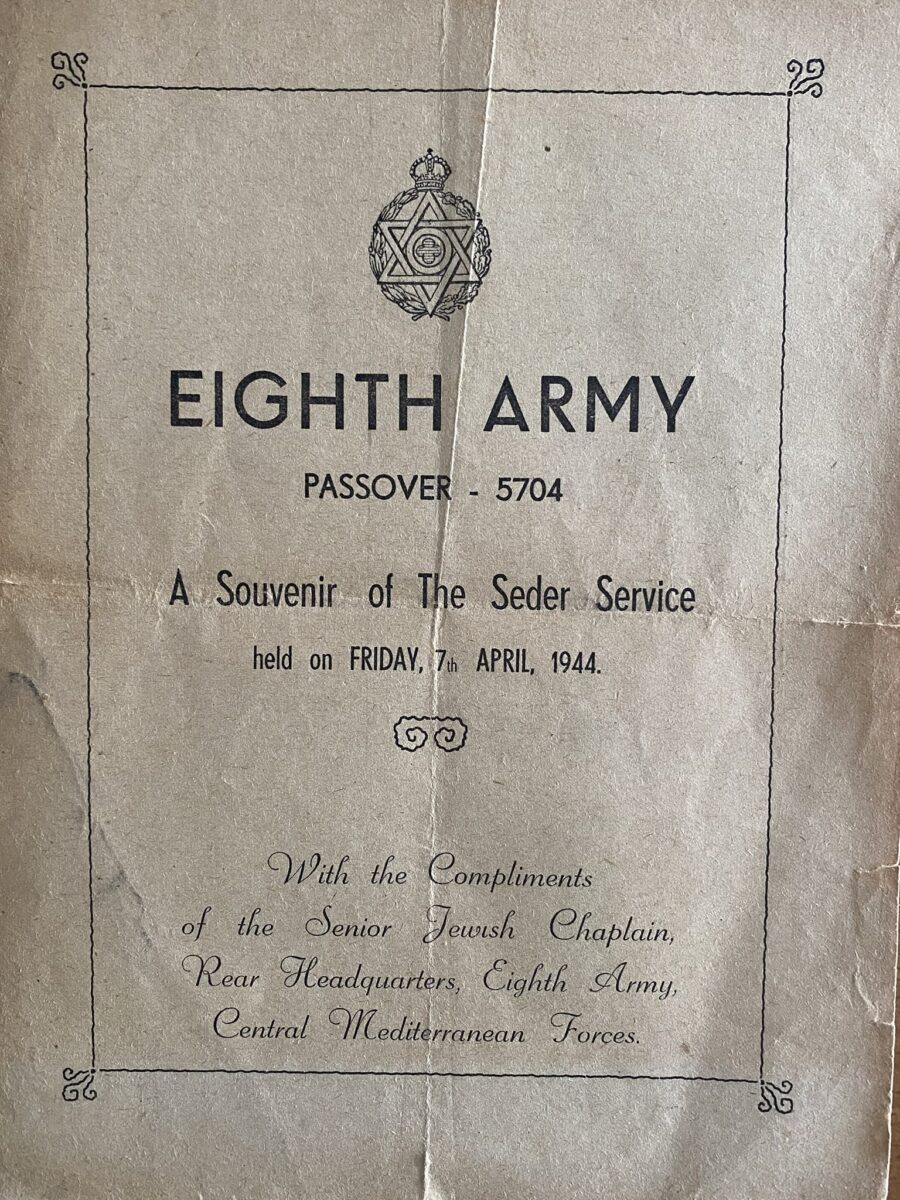 EIGHTH ARMY
PASSOVER - 5704
A Souvenir of The Seder Service
held on FRIDAY, 7th APRIL, 1944.
With the Compliments
of the Senior Jewish Chaplain,
Rear Headquarters, Eighth Army,
Central Mediterranean Forces.